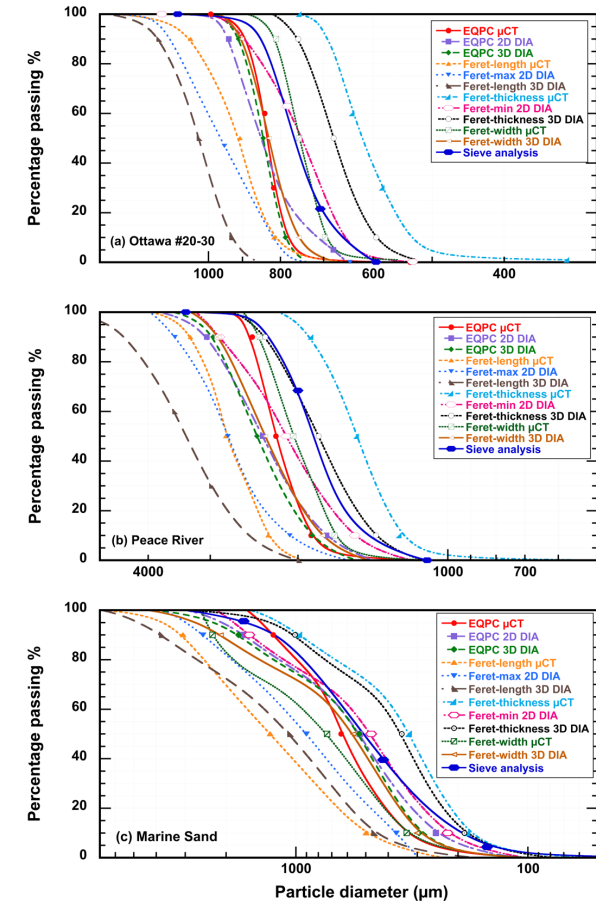 Percentage passing %
100
80
60
40
20
0
(a) Ottawa #20-30
EQPC µCT
EQPC 2D DIA
EQPC 3D DIA
Feret-length µCT
Feret-max 2D DIA
Feret-length 3D DIA
Feret-thickness µCT
Feret-min 2D DIA
Feret-thickness 3D DIA
Feret-width µCT
Feret-width 3D DIA
Sieve analysis
1000 800 600 400
Percentage passing %
100
80
60
40
20
0
(b) Peace River
EQPC µCT
EQPC 2D DIA
EQPC 3D DIA
Feret-length µCT
Feret-max 2D DIA
Feret-length 3D DIA
Feret-thickness µCT
Feret-min 2D DIA
Feret-thickness 3D DIA
Feret-width µCT
Feret-width 3D DIA
Sieve analysis
4000 1000 700
Percentage passing %
100
80
60
40
20
0
(c) Marine Sand
EQPC µCT
EQPC 2D DIA
EQPC 3D DIA
Feret-length µCT
Feret-max 2D DIA
Feret-length 3D DIA
Feret-thickness µCT
Feret-min 2D DIA
Feret-thickness 3D DIA
Feret-width µCT
Feret-width 3D DIA
Sieve analysis
1000 100
Particle diameter (µm)